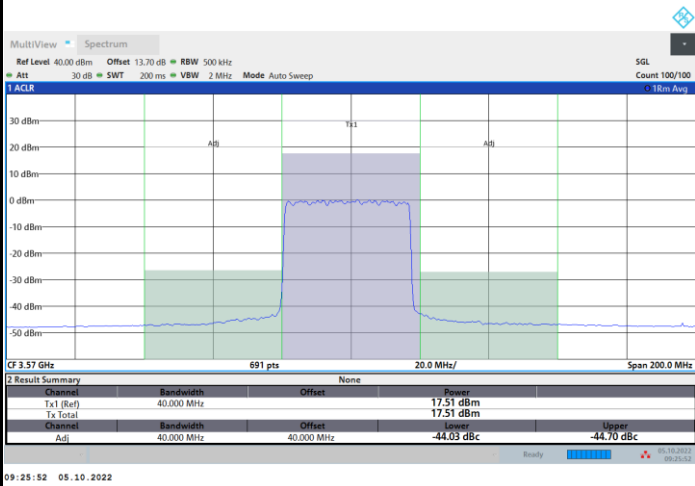 MultiView Spectrum
Ref Level 40.00 dBm Offset 13.70 dB RBW 500 kHz SGL
Att 30 dB SWT 200 ms VBW 2 MHz Mode Auto Sweep Count 100/100
1 ACLR 1Rm Avg
30 dBm
Tx1
20 dBm Adj Adj
10 dBm
0 dBm
-10 dBm
-20 dBm
-30 dBm
-40 dBm
-50 dBm
CF 3.57 GHz 691 pts 20.0 MHz/ Span 200.0 MHz
2 Result Summary None
Channel Bandwidth Offset Power
Tx1 (Ref) 40.000 MHz 17.51 dBm
Tx Total 17.51 dBm
Channel Bandwidth Offset Lower Upper
Adj 40.000 MHz 40.000 MHz -44.03 dBc -44.70 dBc
Ready 05.10.2022
09:25:52
09:25:52 05.10.2022